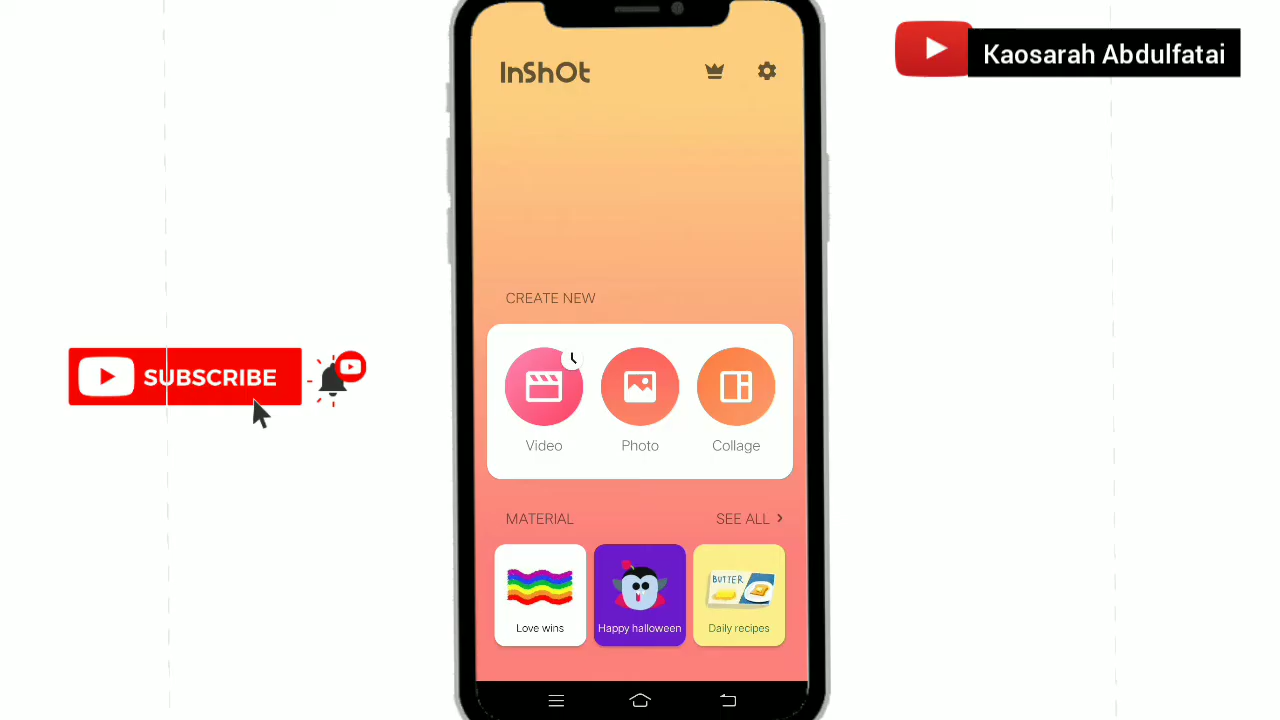 InShOt
Kaosarah Abdulfatai
CREATE NEW
SUBSCRIBE
Video
Photo
Collage
MATERIAL
SEE ALL >
BUTTER
Love wins
Happy halloween
Daily recipes